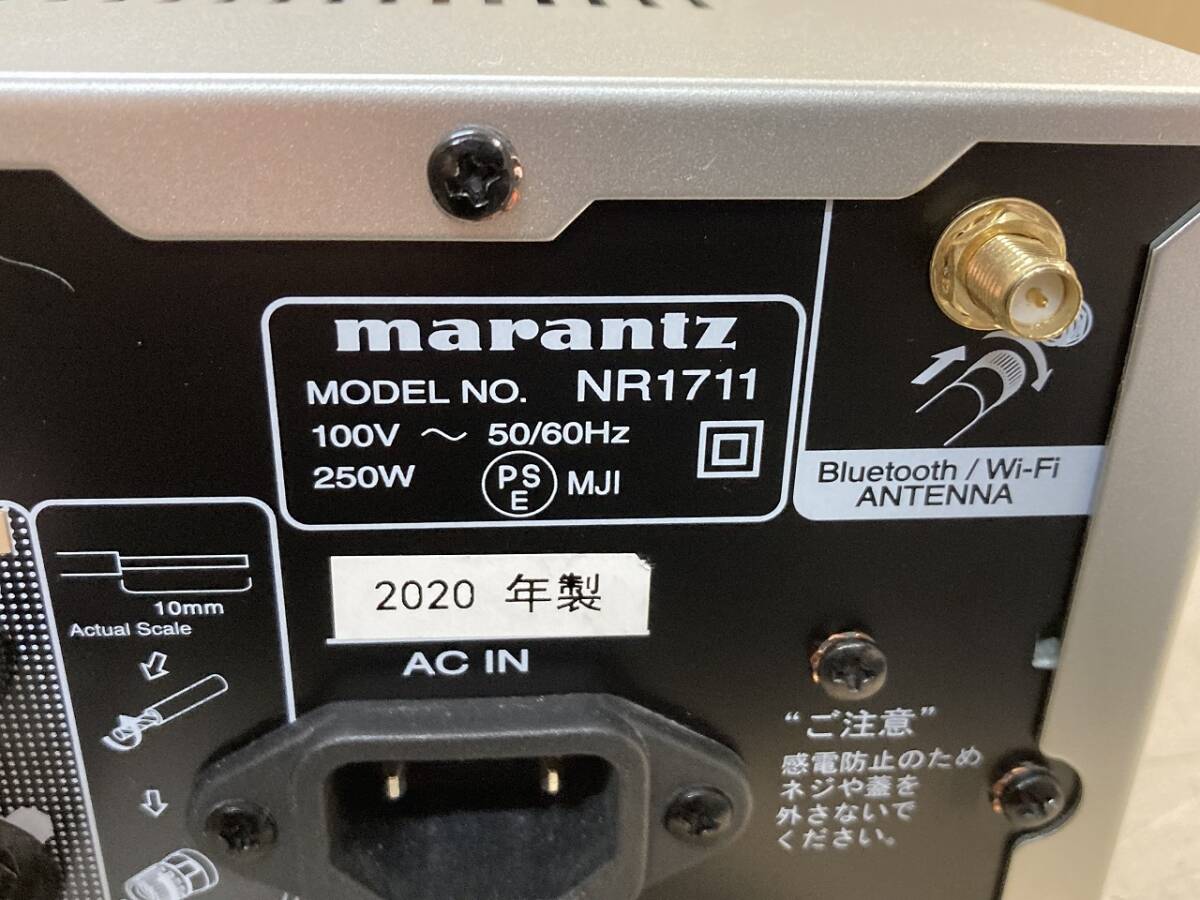 marantz
MODEL NO. NR1711
100V ～ 50/60Hz
250W PSE MJI
Bluetooth / Wi-Fi
ANTENNA
10mm
Actual Scale
2020 年製
AC IN
“ご注意”
感電防止のため
ネジや蓋を
外さないで
ください。